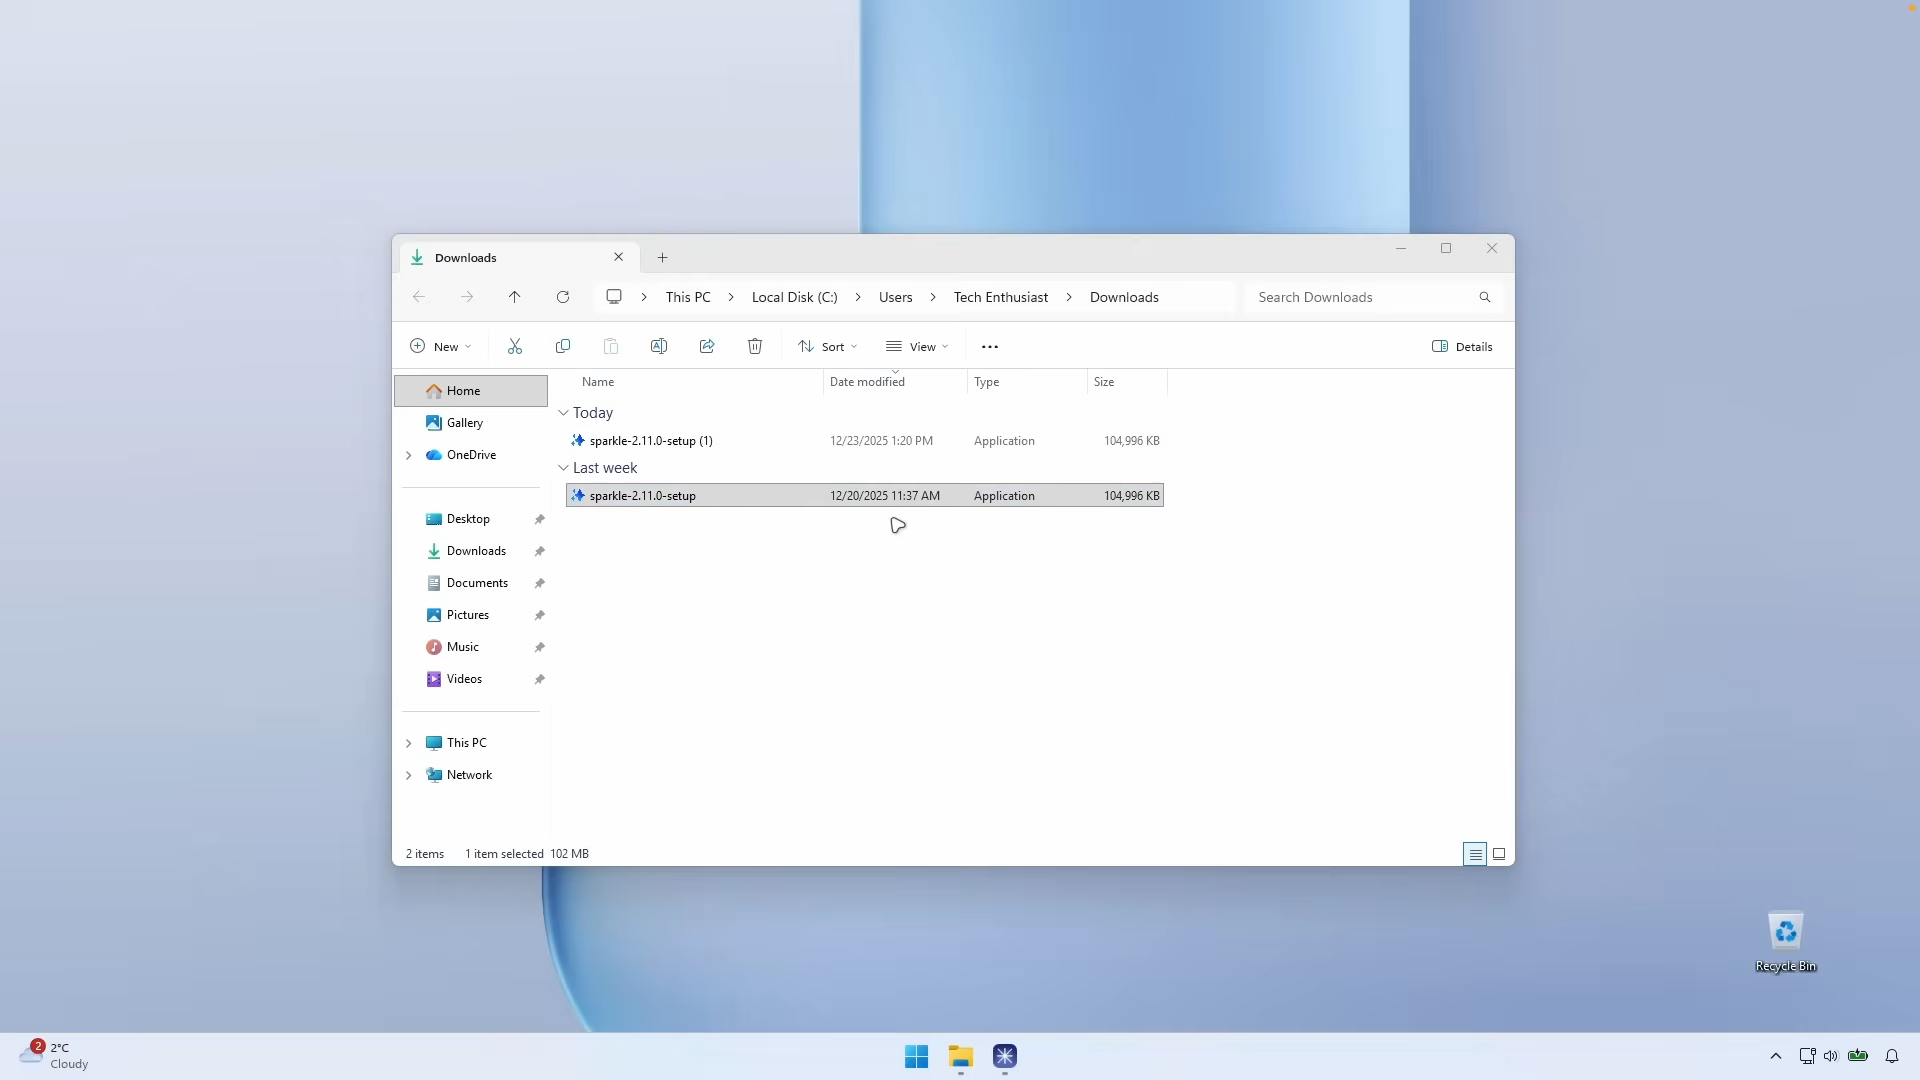 Downloads
This PC
Local Disk (C:)
Users
Tech Enthusiast
Downloads
Search Downloads
New
Sort
View
Details
Home
Gallery
OneDrive
Desktop
Downloads
Documents
Pictures
Music
Videos
This PC
Network
Name Date modified Type Size
Today
sparkle-2.11.0-setup (1) 12/23/2025 1:20 PM Application 104,996 KB
Last week
sparkle-2.11.0-setup 12/20/2025 11:37 AM Application 104,996 KB
2 items 1 item selected 102 MB
Recycle Bin
2
2°C
Cloudy